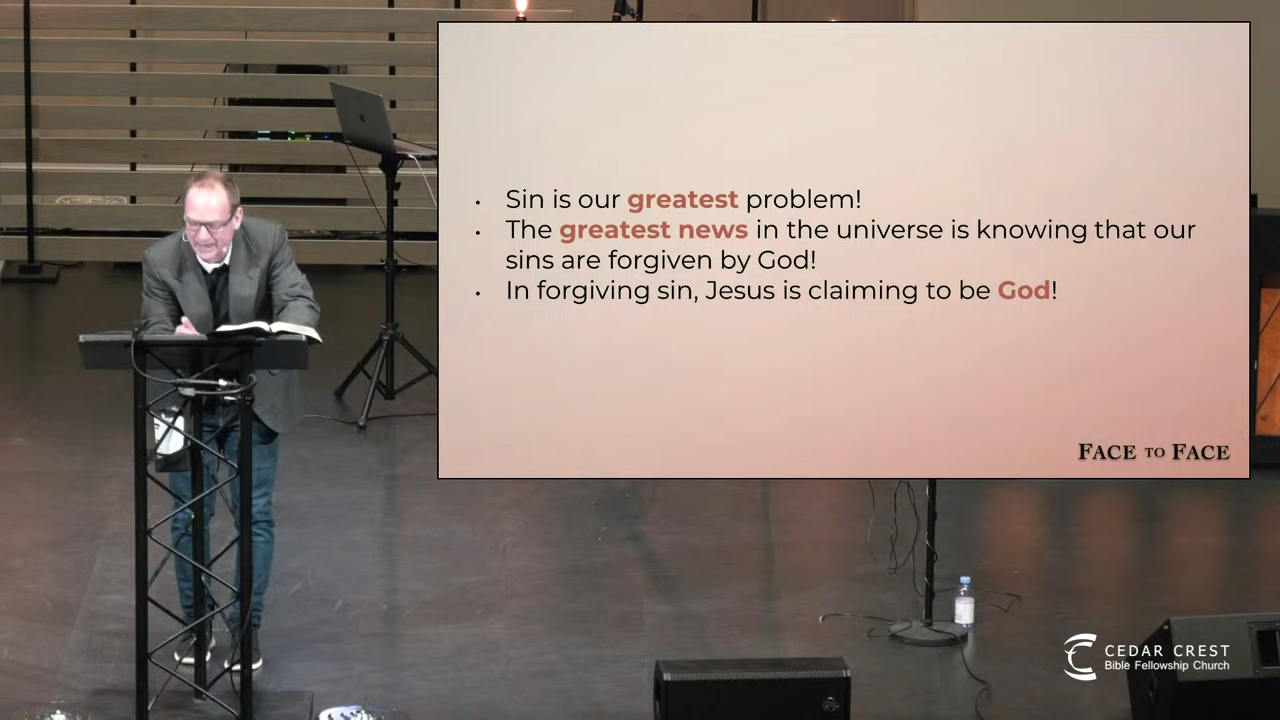 • Sin is our greatest problem!
• The greatest news in the universe is knowing that our
sins are forgiven by God!
• In forgiving sin, Jesus is claiming to be God!
FACE TO FACE
CEDAR CREST
Bible Fellowship Church